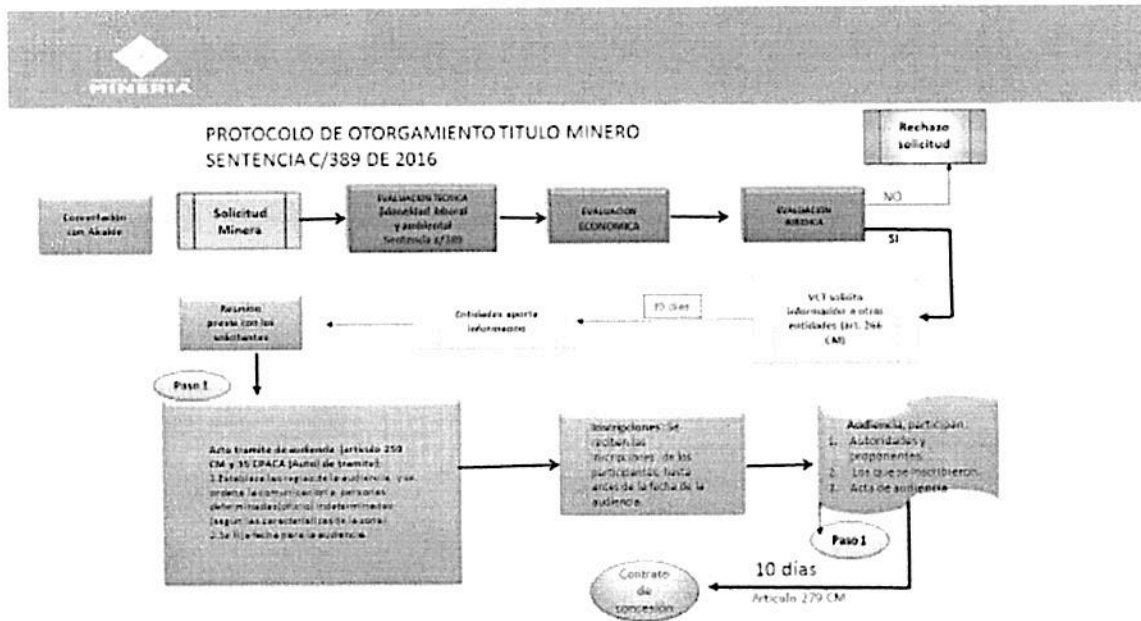 MINERÍA
PROTOCOLO DE OTORGAMIENTO TITULO MINERO
SENTENCIA C/389 DE 2016
Rechazo
solicitud
Concertación
con Alcalde
Solicitud
Minera
EVALUACION TECNICA
(idoneidad laboral
y ambiental
Sentencia c/389
EVALUACION
ECONOMICA
EVALUACION
JURIDICA
NO
SI
Reunión
previa con los
solicitantes
Entidades aporta
información
días
VCT solicita
información a otras
entidades (art. 266
CM)
Paso 1
Acto tramite de audiencia (artículo 259
CM y 35 CPACA (Auto) de tramite):
1.Establece las reglas de la audiencia y se
ordena la comunicación a personas
determinadas(oficio) indeterminadas
(según las características de la zona)
2.Se fija fecha para la audiencia.
Inscripciones: Se
reciben las
inscripciones de los
participantes, hasta
antes de la fecha de la
audiencia.
Audiencia, participan:
1. Autoridades y
proponentes.
2. Los que se inscribieron.
3. Acta de audiencia
Paso 1
10 días
Artículo 279 CM
Contrato
de
concesión